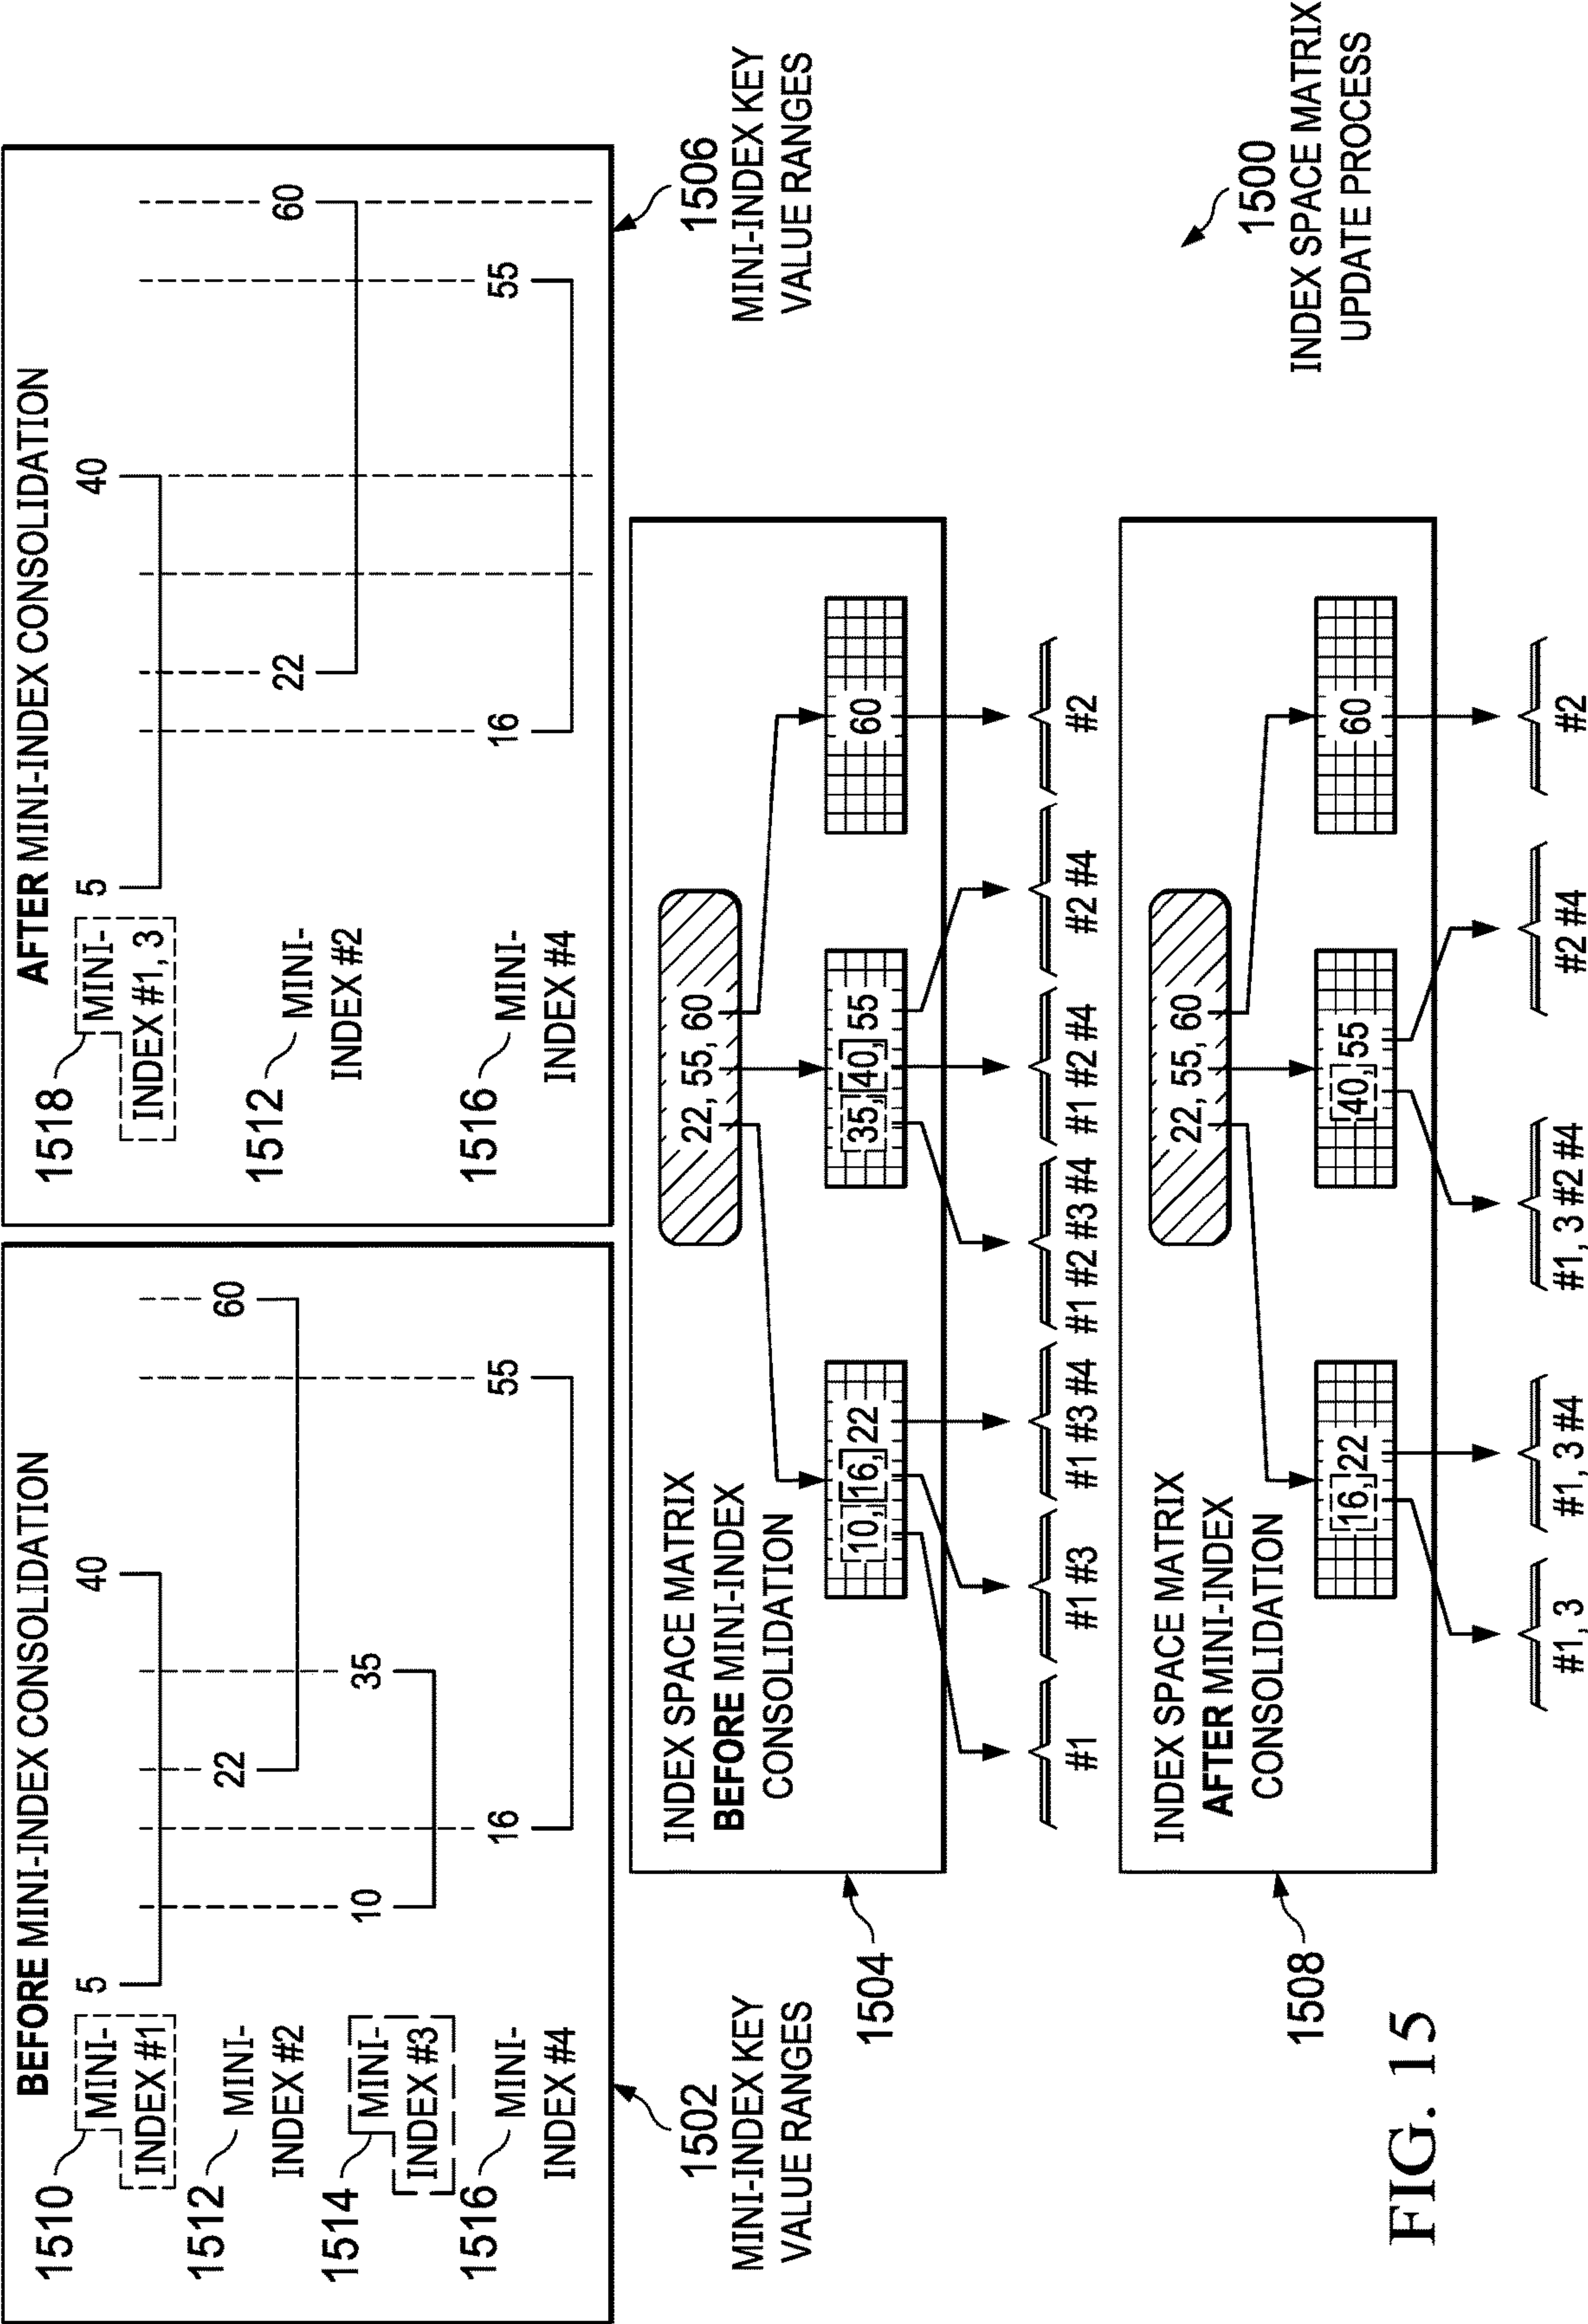 BEFORE MINI-INDEX CONSOLIDATION
1510
MINI-
INDEX #1
5
40
1512
MINI-
INDEX #2
22
60
1514
MINI-
INDEX #3
10
35
1516
MINI-
INDEX #4
16
55
1502
MINI-INDEX KEY
VALUE RANGES
AFTER MINI-INDEX CONSOLIDATION
1518
MINI-
INDEX #1, 3
5
40
1512
MINI-
INDEX #2
22
60
1516
MINI-
INDEX #4
16
55
1506
MINI-INDEX KEY
VALUE RANGES
1504
INDEX SPACE MATRIX
BEFORE MINI-INDEX
CONSOLIDATION
22, 55, 60
10, 16, 22
35, 40, 55
60
#1
#1 #3
#1 #3 #4
#1 #2 #3 #4
#1 #2 #4
#2 #4
#2
1508
INDEX SPACE MATRIX
AFTER MINI-INDEX
CONSOLIDATION
22, 55, 60
16, 22
40, 55
60
#1, 3
#1, 3 #4
#1, 3 #2 #4
#2 #4
#2
1500
INDEX SPACE MATRIX
UPDATE PROCESS
FIG. 15